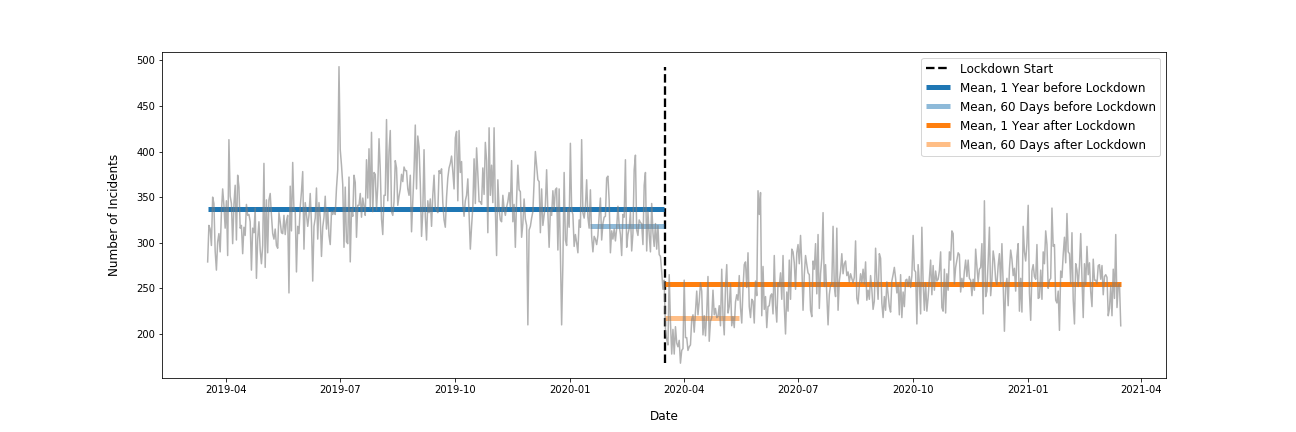 500
450
400
350
300
250
200
Number of Incidents
Lockdown Start
Mean, 1 Year before Lockdown
Mean, 60 Days before Lockdown
Mean, 1 Year after Lockdown
Mean, 60 Days after Lockdown
2019-04 2019-07 2019-10 2020-01 2020-04 2020-07 2020-10 2021-01 2021-04
Date